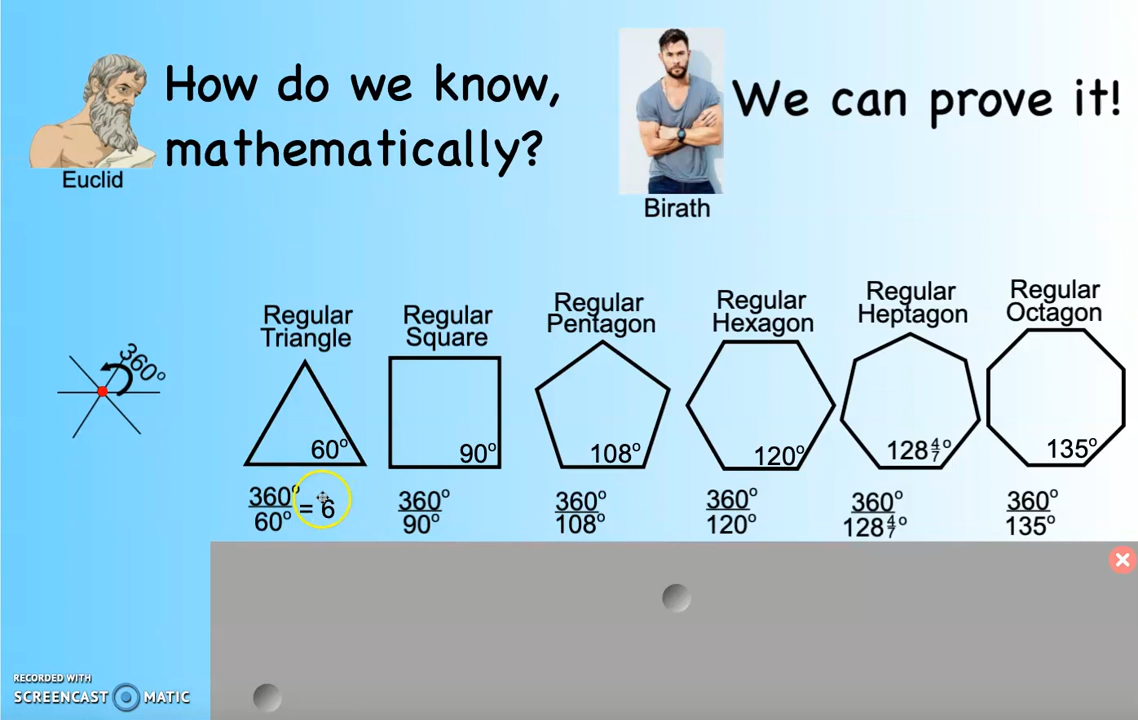 How do we know,
mathematically?
Euclid
We can prove it!
Birath
360°
Regular
Triangle
60°
360°
60°
= 6
Regular
Square
90°
360°
90°
Regular
Pentagon
108°
360°
108°
Regular
Hexagon
120°
360°
120°
Regular
Heptagon
128 4/7°
360°
128 4/7°
Regular
Octagon
135°
360°
135°
RECORDED WITH
SCREENCAST MATIC